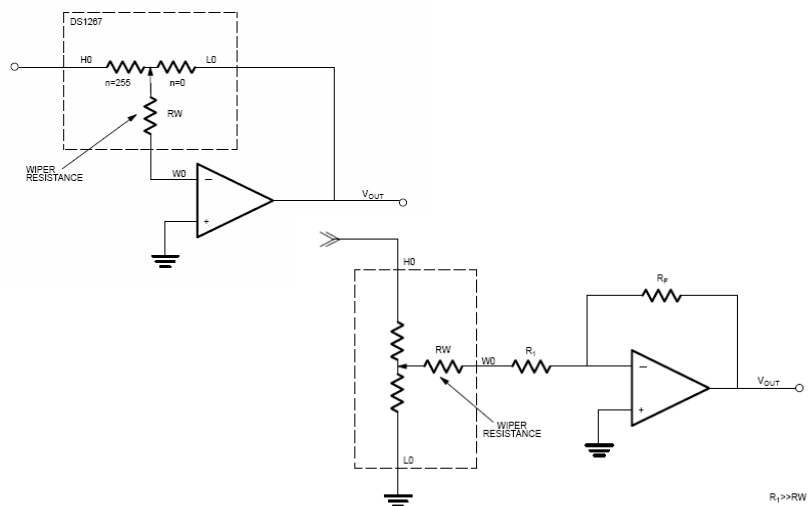 DS1267
H0
L0
n=255
n=0
RW
WIPER
RESISTANCE
W0
−
+
VOUT
H0
RF
RW
W0
R1
−
+
VOUT
WIPER
RESISTANCE
L0
R1>>RW